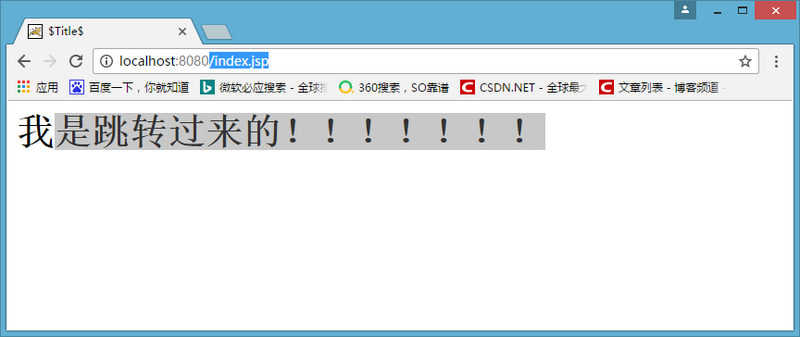 $Title$
localhost:8080/index.jsp
应用 百度一下，你就知道 微软必应搜索 - 全球 360搜索，SO靠谱 CSDN.NET - 全球最 文章列表 - 博客频道 -
我是跳转过来的！！！！！！！